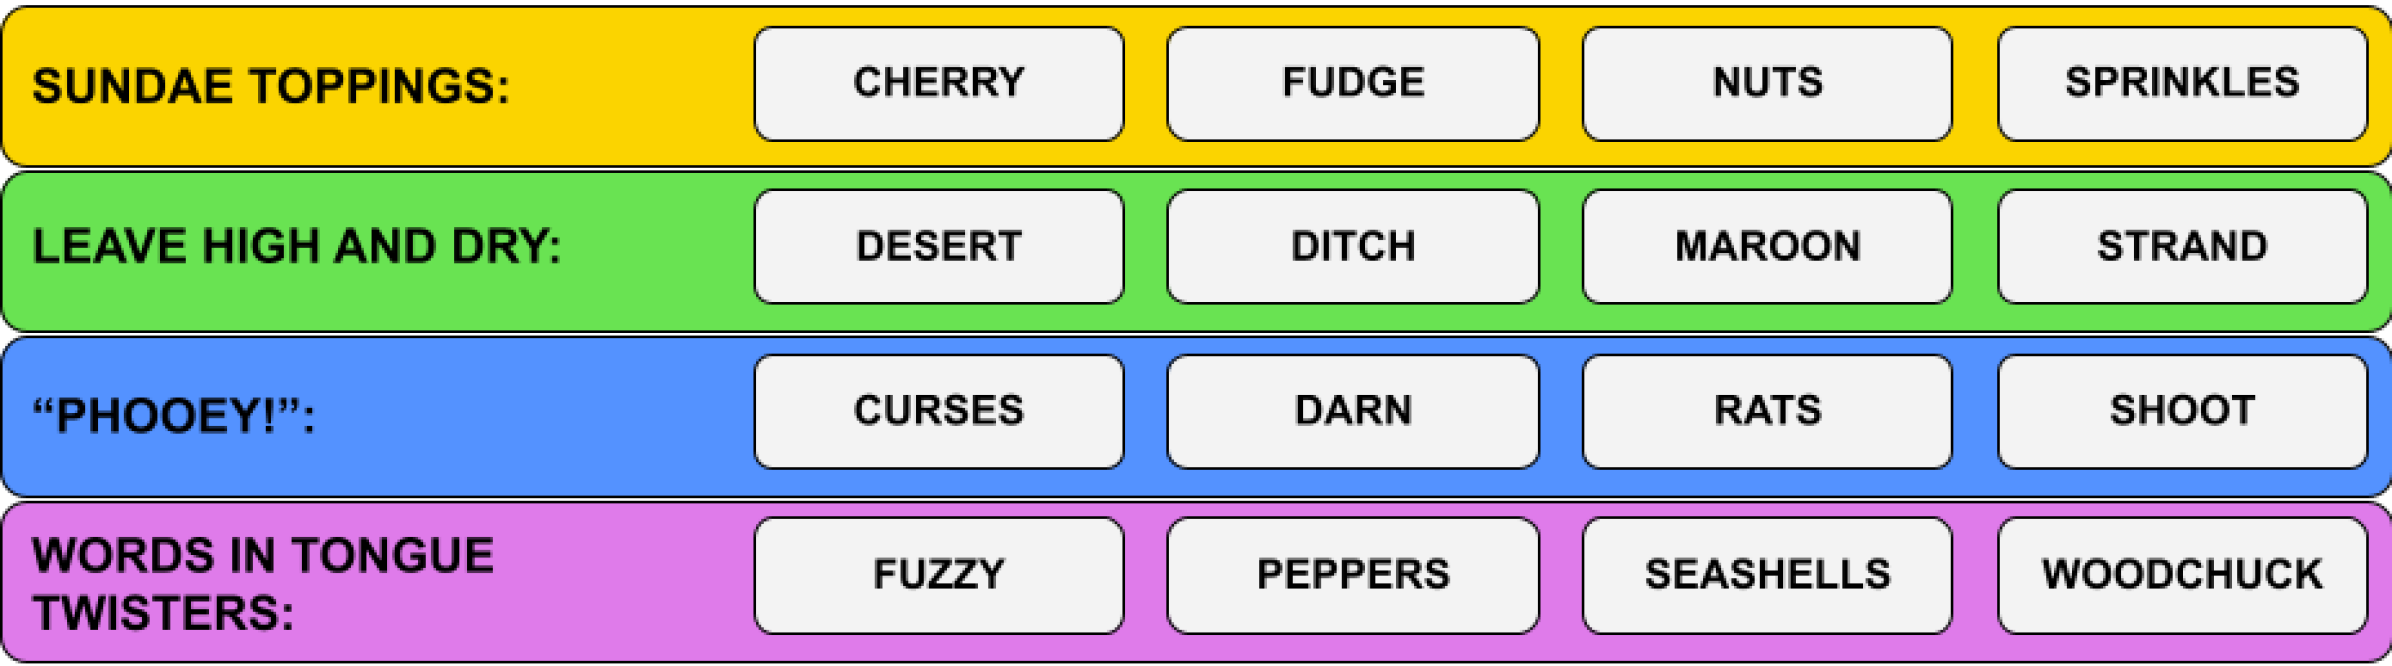 SUNDAE TOPPINGS: CHERRY FUDGE NUTS SPRINKLES
LEAVE HIGH AND DRY: DESERT DITCH MAROON STRAND
“PHOOEY!”: CURSES DARN RATS SHOOT
WORDS IN TONGUE
TWISTERS: FUZZY PEPPERS SEASHELLS WOODCHUCK